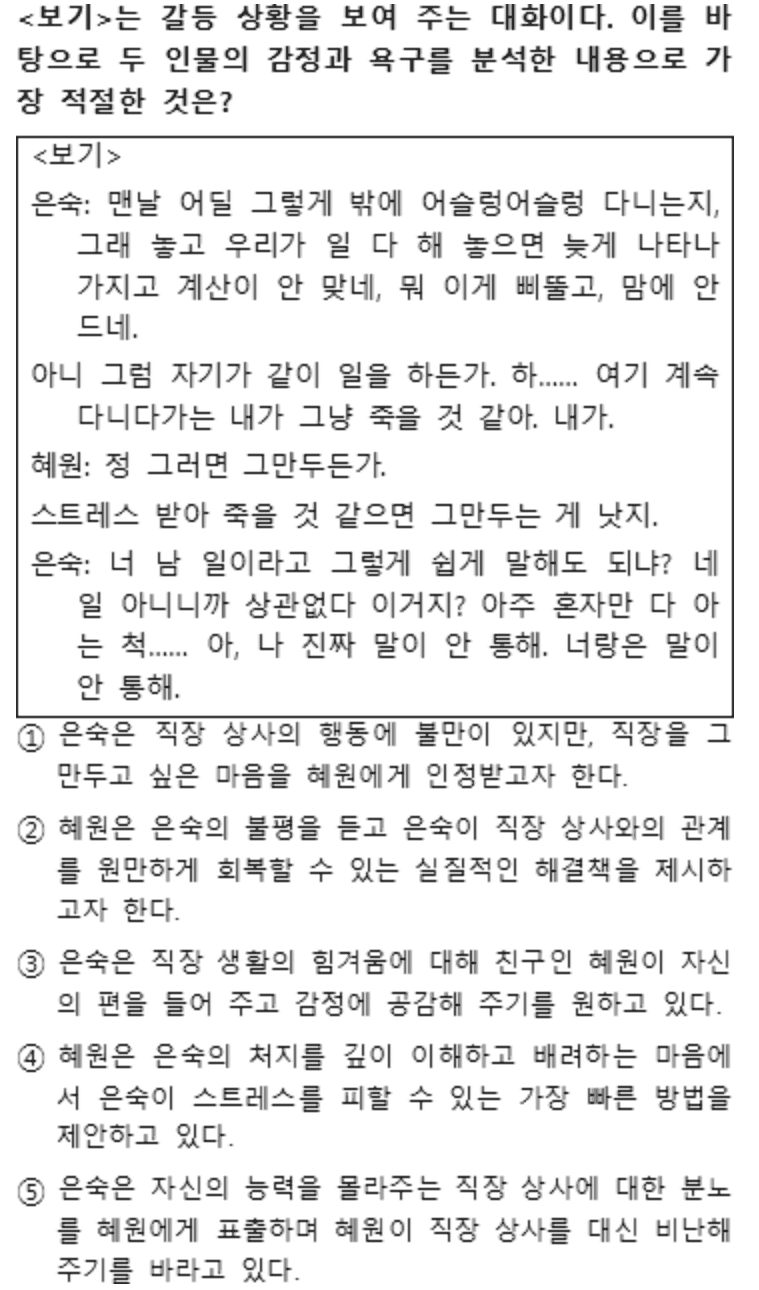 <보기>는 갈등 상황을 보여 주는 대화이다. 이를 바
탕으로 두 인물의 감정과 욕구를 분석한 내용으로 가
장 적절한 것은?
<보기>
은숙: 맨날 어딜 그렇게 밖에 어슬렁어슬렁 다니는지,
그래 놓고 우리가 일 다 해 놓으면 늦게 나타나
가지고 계산이 안 맞네, 뭐 이게 삐뚤고, 맘에 안
드네.
아니 그럼 자기가 같이 일을 하든가. 하...... 여기 계속
다니다가는 내가 그냥 죽을 것 같아. 내가.
혜원: 정 그러면 그만두든가.
스트레스 받아 죽을 것 같으면 그만두는 게 낫지.
은숙: 너 남 일이라고 그렇게 쉽게 말해도 되냐? 네
일 아니니까 상관없다 이거지? 아주 혼자만 다 아
는 척...... 아, 나 진짜 말이 안 통해. 너랑은 말이
안 통해.
① 은숙은 직장 상사의 행동에 불만이 있지만, 직장을 그
만두고 싶은 마음을 혜원에게 인정받고자 한다.
② 혜원은 은숙의 불평을 듣고 은숙이 직장 상사와의 관계
를 원만하게 회복할 수 있는 실질적인 해결책을 제시하
고자 한다.
③ 은숙은 직장 생활의 힘겨움에 대해 친구인 혜원이 자신
의 편을 들어 주고 감정에 공감해 주기를 원하고 있다.
④ 혜원은 은숙의 처지를 깊이 이해하고 배려하는 마음에
서 은숙이 스트레스를 피할 수 있는 가장 빠른 방법을
제안하고 있다.
⑤ 은숙은 자신의 능력을 몰라주는 직장 상사에 대한 분노
를 혜원에게 표출하며 혜원이 직장 상사를 대신 비난해
주기를 바라고 있다.